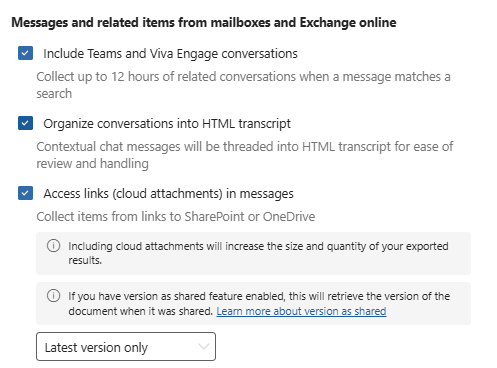 Messages and related items from mailboxes and Exchange online
Include Teams and Viva Engage conversations
Collect up to 12 hours of related conversations when a message matches a
search
Organize conversations into HTML transcript
Contextual chat messages will be threaded into HTML transcript for ease of
review and handling
Access links (cloud attachments) in messages
Collect items from links to SharePoint or OneDrive
Including cloud attachments will increase the size and quantity of your exported
results.
If you have version as shared feature enabled, this will retrieve the version of the
document when it was shared. Learn more about version as shared
Latest version only